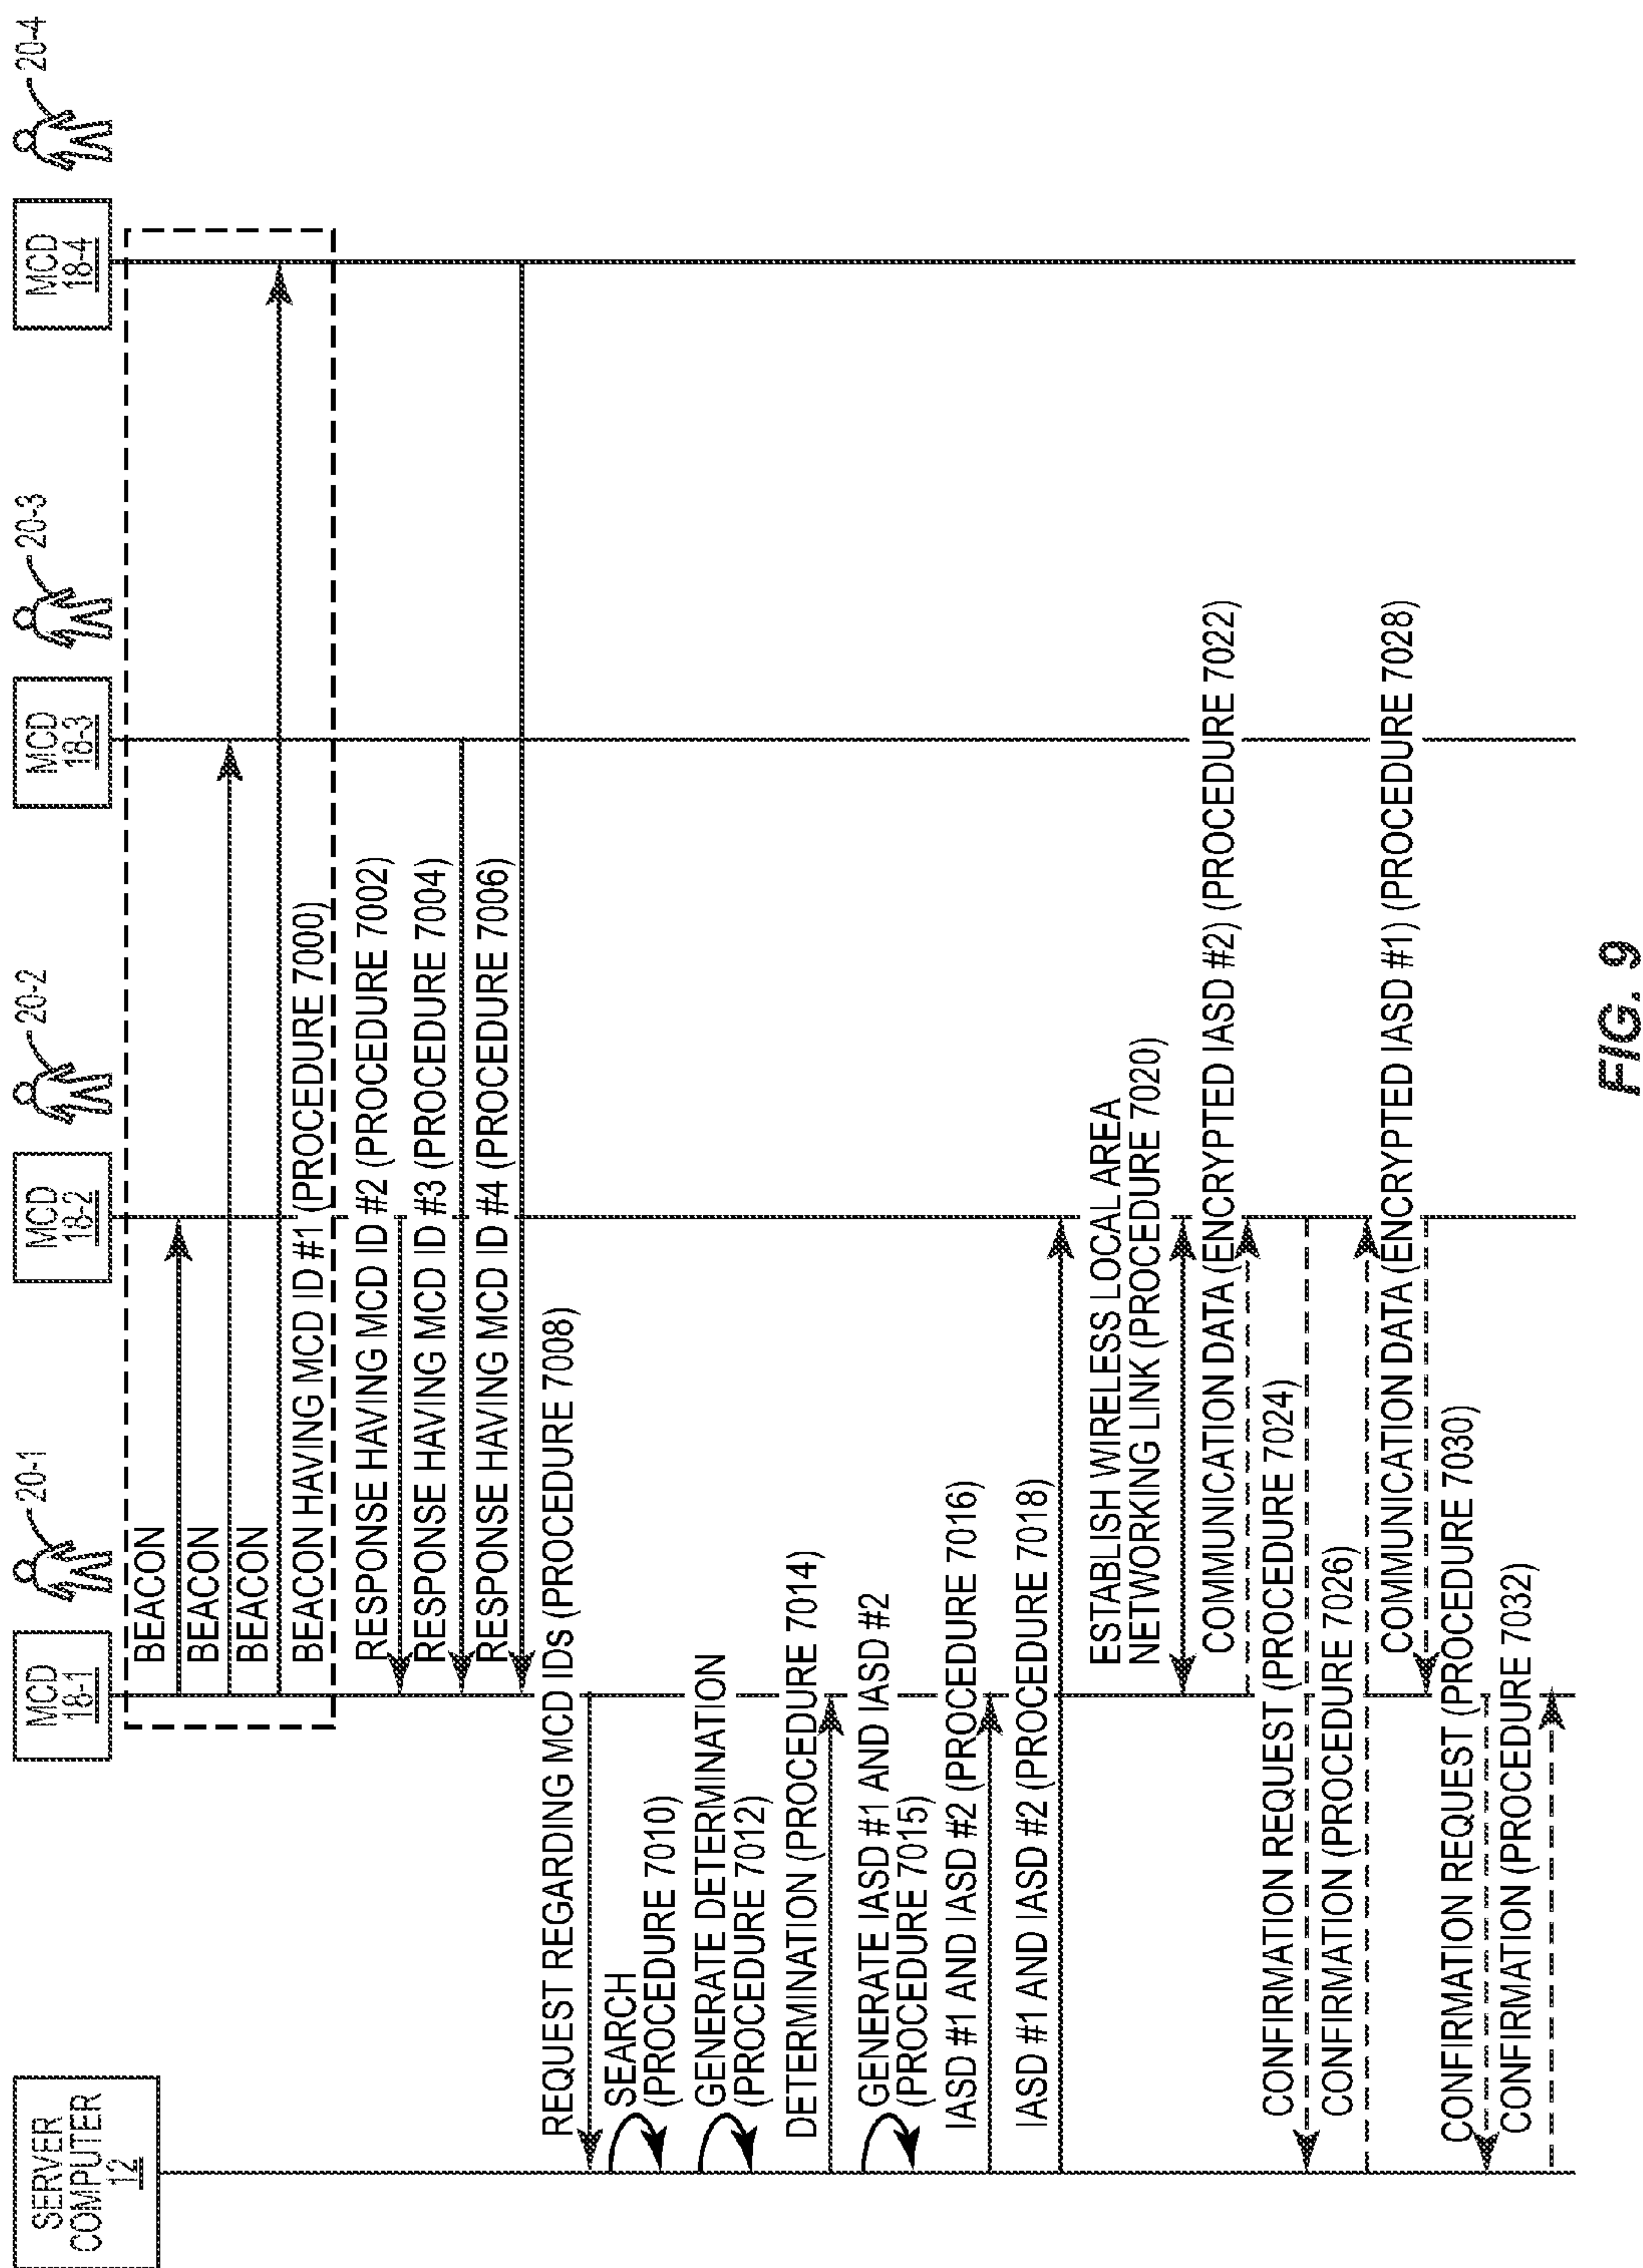 SERVER
COMPUTER
12
MCD
18-1
20-1
MCD
18-2
20-2
MCD
18-3
20-3
MCD
18-4
20-4
BEACON
BEACON
BEACON
BEACON HAVING MCD ID #1 (PROCEDURE 7000)
RESPONSE HAVING MCD ID #2 (PROCEDURE 7002)
RESPONSE HAVING MCD ID #3 (PROCEDURE 7004)
RESPONSE HAVING MCD ID #4 (PROCEDURE 7006)
REQUEST REGARDING MCD IDs (PROCEDURE 7008)
SEARCH
(PROCEDURE 7010)
GENERATE DETERMINATION
(PROCEDURE 7012)
DETERMINATION (PROCEDURE 7014)
GENERATE IASD #1 AND IASD #2
(PROCEDURE 7015)
IASD #1 AND IASD #2 (PROCEDURE 7016)
IASD #1 AND IASD #2 (PROCEDURE 7018)
ESTABLISH WIRELESS LOCAL AREA
NETWORKING LINK (PROCEDURE 7020)
COMMUNICATION DATA (ENCRYPTED IASD #2) (PROCEDURE 7022)
CONFIRMATION REQUEST (PROCEDURE 7024)
CONFIRMATION (PROCEDURE 7026)
COMMUNICATION DATA (ENCRYPTED IASD #1) (PROCEDURE 7028)
CONFIRMATION REQUEST (PROCEDURE 7030)
CONFIRMATION (PROCEDURE 7032)
FIG. 9